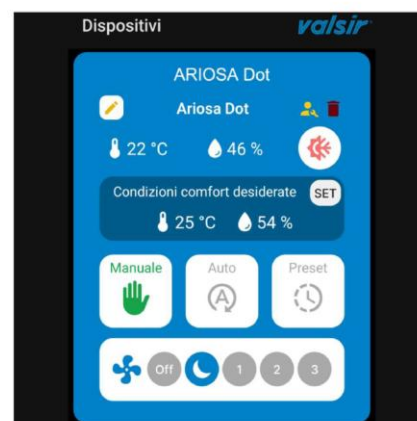 Dispositivi valsir
ARIOSA Dot
Ariosa Dot
22 °C 46 %
Condizioni comfort desiderate SET
25 °C 54 %
Manuale Auto Preset
A
Off 1 2 3